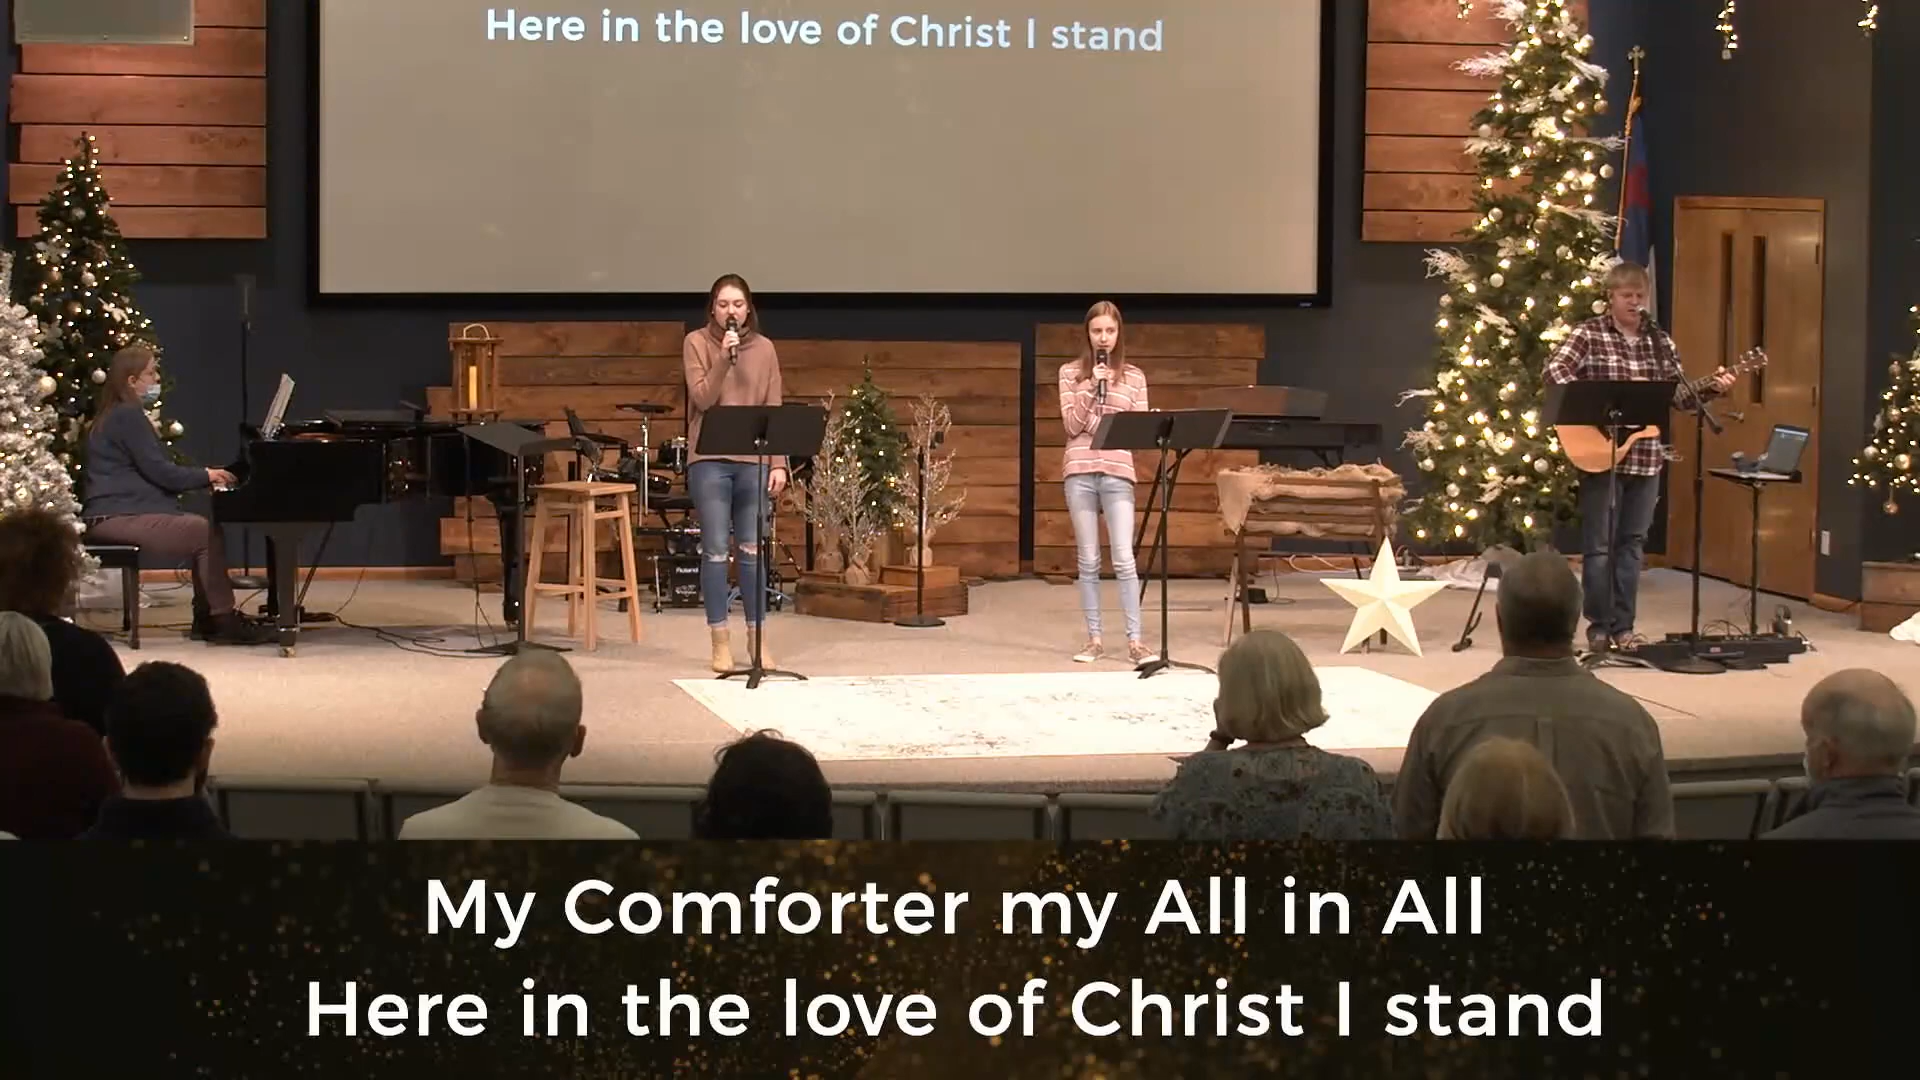 Here in the love of Christ I stand
Roland
My Comforter my All in All
Here in the love of Christ I stand